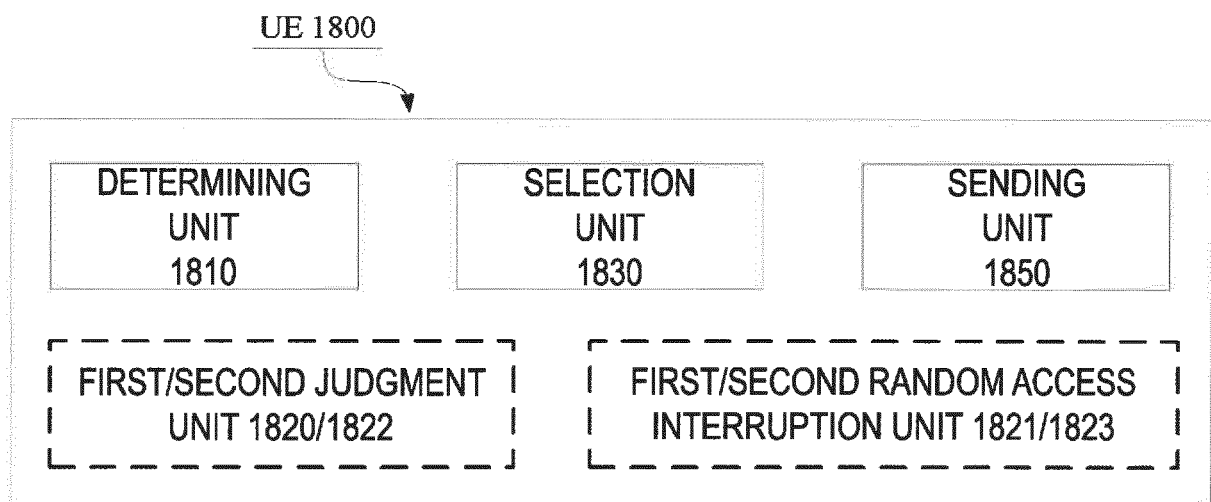 UE 1800
DETERMINING
UNIT
1810
SELECTION
UNIT
1830
SENDING
UNIT
1850
FIRST/SECOND JUDGMENT
UNIT 1820/1822
FIRST/SECOND RANDOM ACCESS
INTERRUPTION UNIT 1821/1823